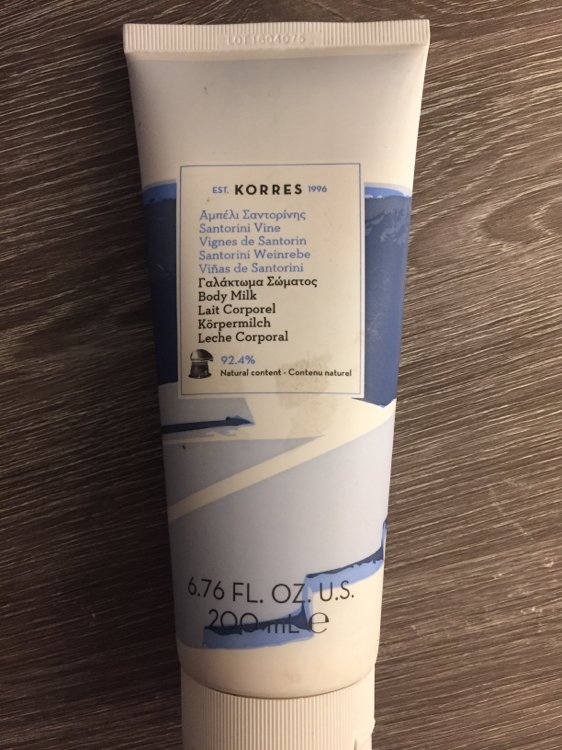 LOT1604076
EST. KORRES 1996
Αμπέλι Σαντορίνης
Santorini Vine
Vignes de Santorin
Santorini Weinrebe
Viñas de Santorini
Γαλάκτωμα Σώματος
Body Milk
Lait Corporel
Körpermilch
Leche Corporal
92.4%
Natural content - Contenu naturel
6.76 FL. OZ. U.S.
200 mL e